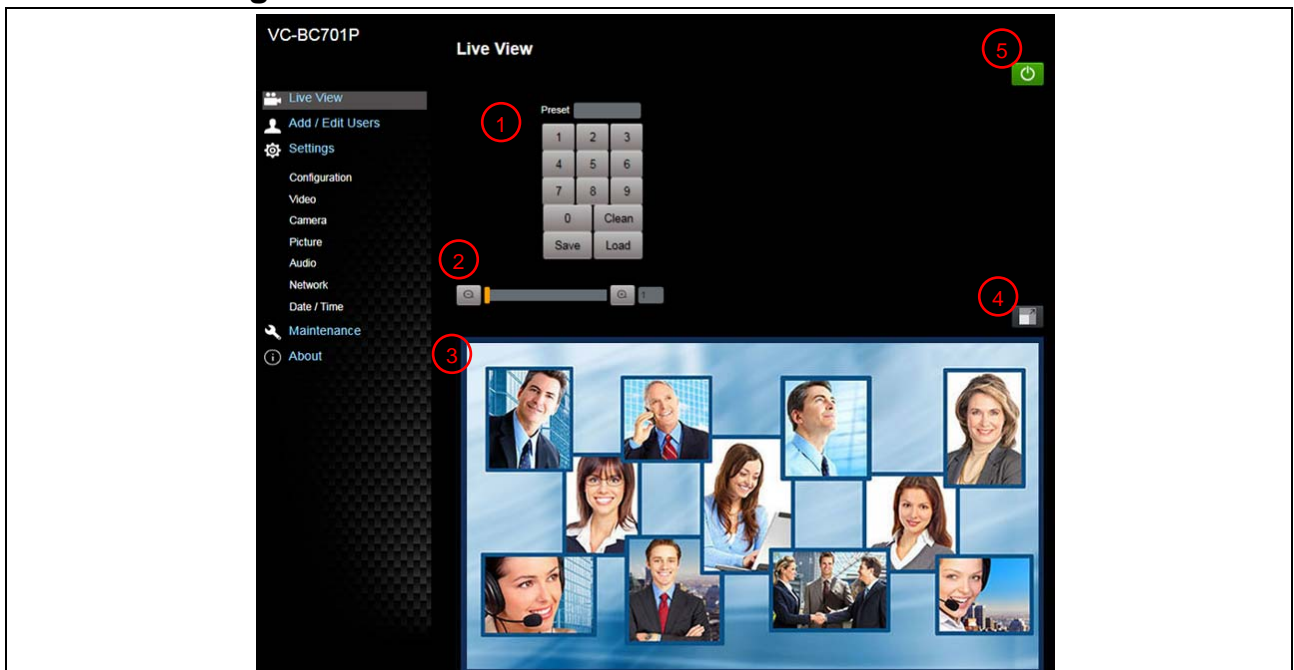 VC-BC701P
Live View
5
Live View
Add / Edit Users
Settings
Configuration
Video
Camera
Picture
Audio
Network
Date / Time
Maintenance
About
1
Preset
1 2 3
4 5 6
7 8 9
0 Clean
Save Load
2
1
4
3